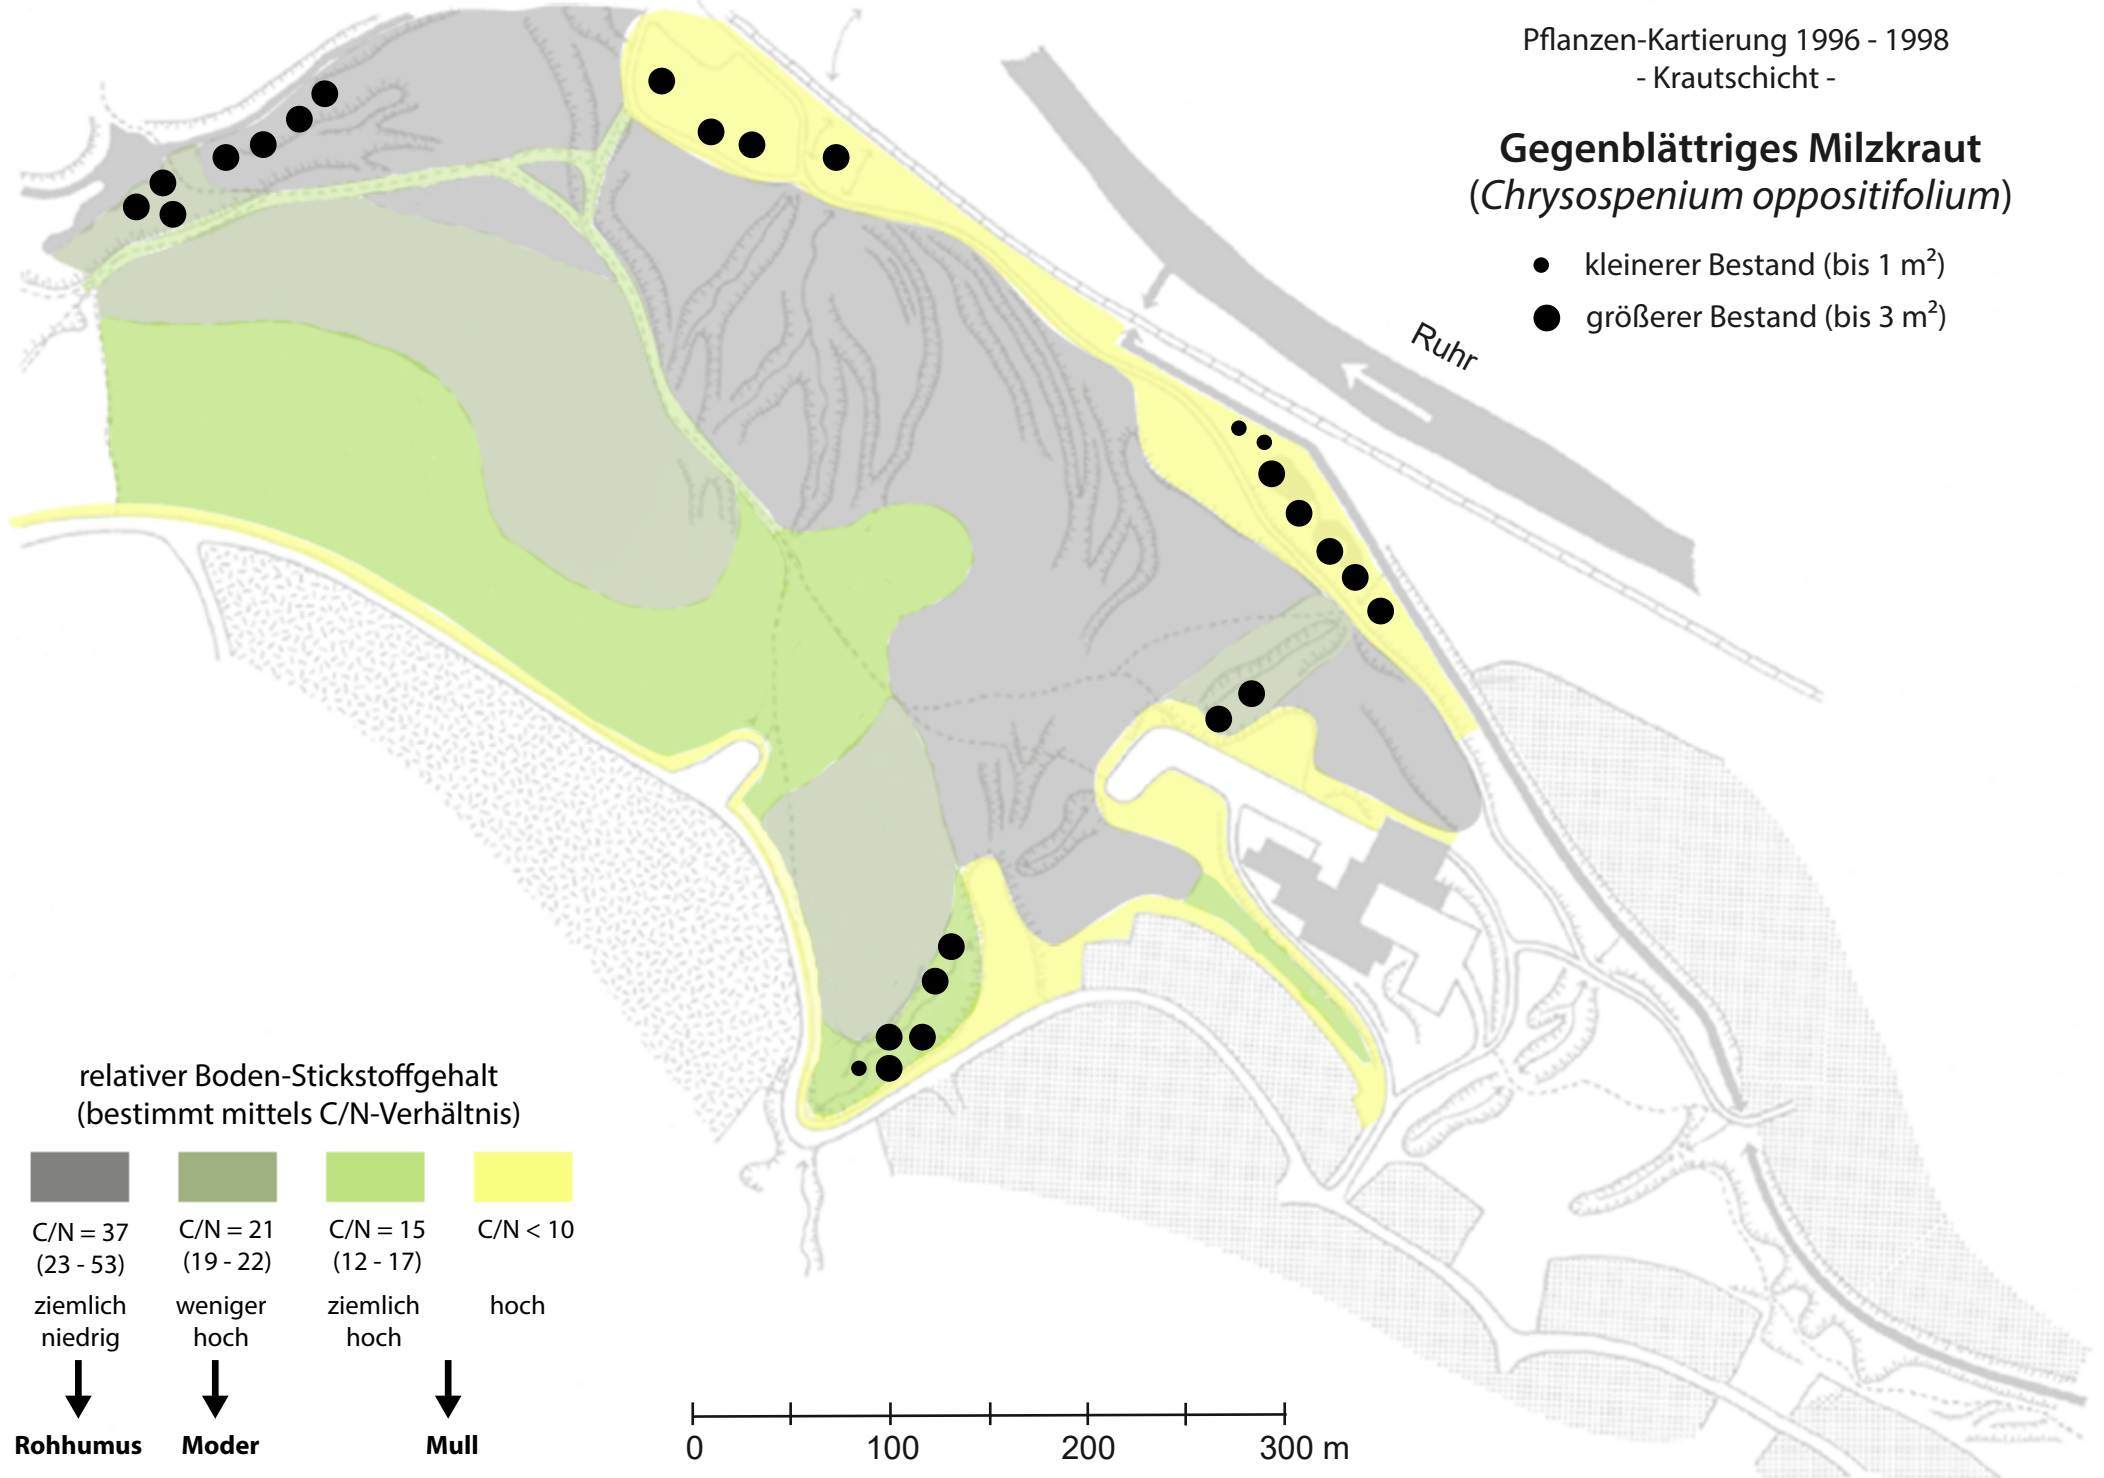 Pflanzen-Kartierung 1996 - 1998
- Krautschicht -
Gegenblättriges Milzkraut
(Chrysospenium oppositifolium)
kleinerer Bestand (bis 1 m²)
größerer Bestand (bis 3 m²)
Ruhr
relativer Boden-Stickstoffgehalt
(bestimmt mittels C/N-Verhältnis)
C/N = 37 C/N = 21 C/N = 15 C/N < 10
(23 - 53) (19 - 22) (12 - 17)
ziemlich weniger ziemlich hoch
niedrig hoch hoch
Rohhumus Moder Mull
0 100 200 300 m